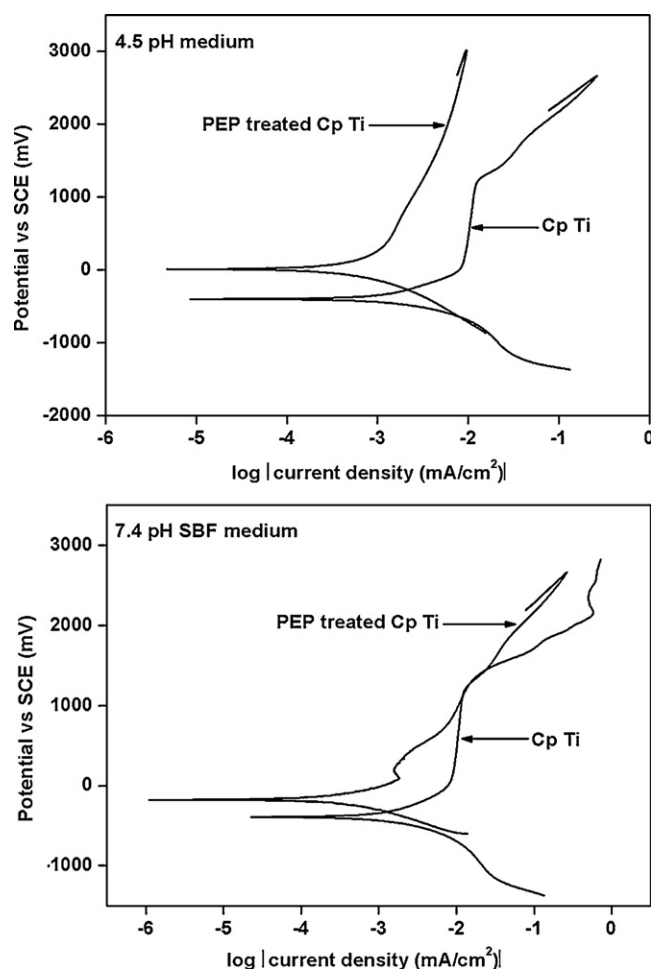 4.5 pH medium
3000
PEP treated Cp Ti
2000
1000
Cp Ti
0
-1000
-2000
Potential vs SCE (mV)
-6 -5 -4 -3 -2 -1 0
log |current density (mA/cm²)|
7.4 pH SBF medium
3000
PEP treated Cp Ti
2000
1000
Cp Ti
0
-1000
Potential vs SCE (mV)
-6 -5 -4 -3 -2 -1 0
log |current density (mA/cm²)|